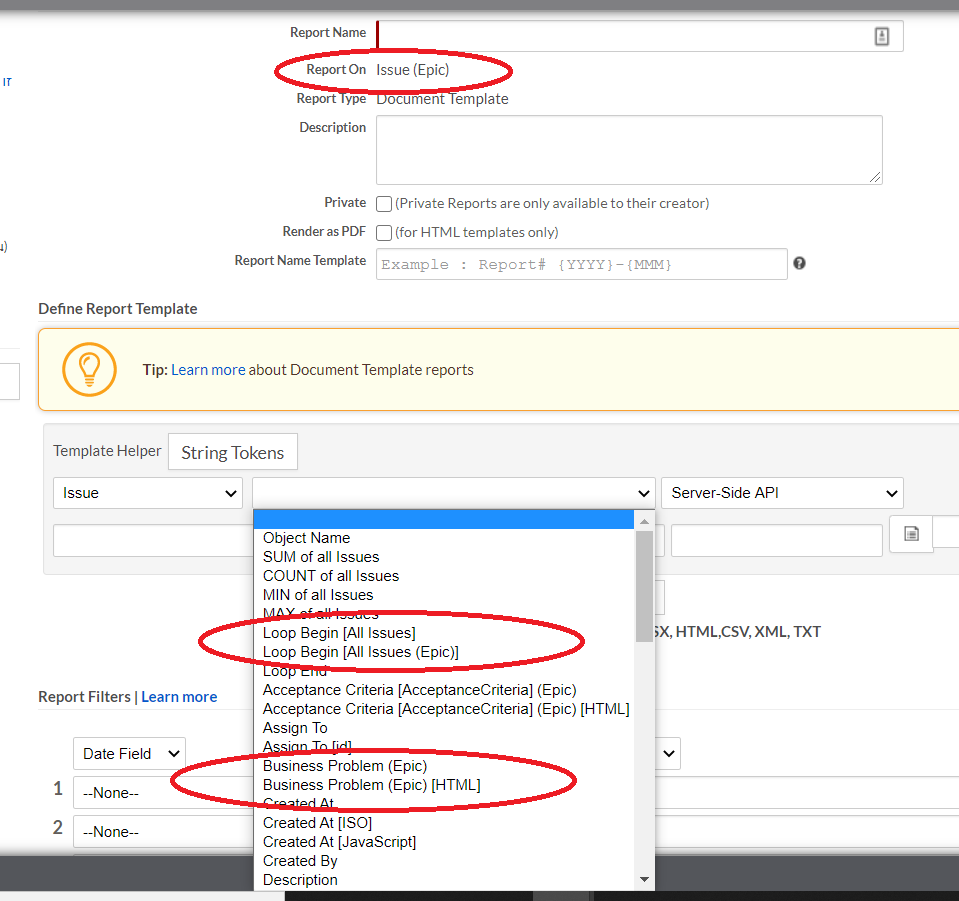 Report Name
IT
Report On Issue (Epic)
Report Type Document Template
Description
Private (Private Reports are only available to their creator)
Render as PDF (for HTML templates only)
Report Name Template Example : Report# {YYYY}-{MMM}
Define Report Template
Tip: Learn more about Document Template reports
Template Helper String Tokens
Issue Server-Side API
Object Name
SUM of all Issues
COUNT of all Issues
MIN of all Issues
MAX of all Issues
Loop Begin [All Issues]
HTML,CSV, XML, TXT
Loop Begin [All Issues (Epic)]
Loop End
Acceptance Criteria [AcceptanceCriteria] (Epic)
Report Filters | Learn more
Acceptance Criteria [AcceptanceCriteria] (Epic) [HTML]
Assign To
Date Field
Assign To [id]
Business Problem (Epic)
Business Problem (Epic) [HTML]
1 --None--
Created At
Created At [ISO]
2 --None--
Created At [JavaScript]
Created By
Description